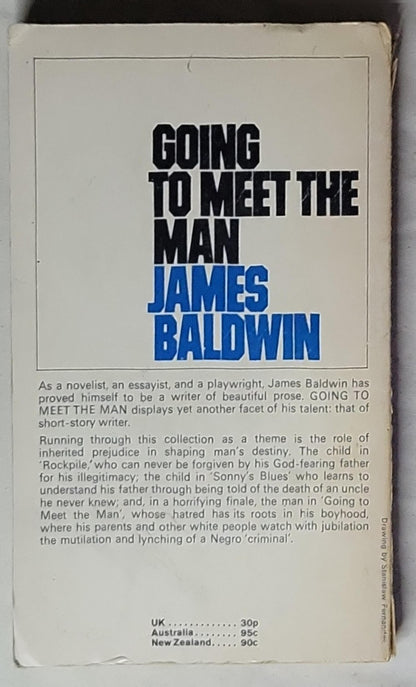 GOING
TO MEET THE
MAN
JAMES
BALDWIN
As a novelist, an essayist, and a playwright, James Baldwin has
proved himself to be a writer of beautiful prose. GOING TO
MEET THE MAN displays yet another facet of his talent: that of
short-story writer.
Running through this collection as a theme is the role of
inherited prejudice in shaping man's destiny. The child in
'Rockpile,' who can never be forgiven by his God-fearing father
for his illegitimacy; the child in 'Sonny's Blues' who learns to
understand his father through being told of the death of an uncle
he never knew; and, in a horrifying finale, the man in 'Going to
Meet the Man', whose hatred has its roots in his boyhood,
where his parents and other white people watch with jubilation
the mutilation and lynching of a Negro 'criminal'.
Drawing by Stanislaw Fernandes
UK ............. 30p
Australia........ 95c
New Zealand..... 90c